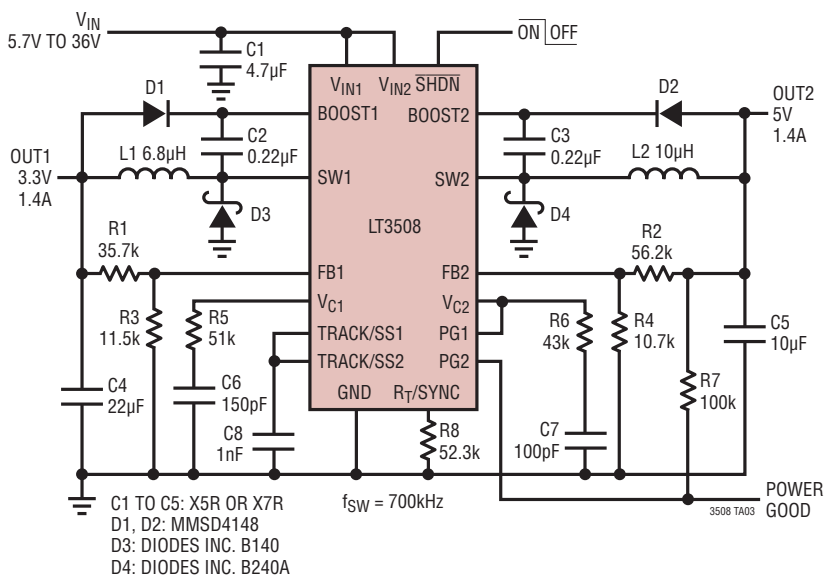 VIN
5.7V TO 36V
C1
4.7µF
ON OFF
VIN1 VIN2 SHDN
D1
BOOST1
BOOST2
D2
OUT2
5V
1.4A
C2
0.22µF
C3
0.22µF
OUT1
3.3V
1.4A
L1 6.8µH
SW1
SW2
L2 10µH
D3
LT3508
D4
R1
35.7k
FB1
FB2
R2
56.2k
R3
11.5k
R5
51k
VC1
VC2
TRACK/SS1
PG1
TRACK/SS2
PG2
R6
43k
R4
10.7k
C5
10µF
C4
22µF
C6
150pF
GND RT/SYNC
R7
100k
C8
1nF
R8
52.3k
C7
100pF
fSW = 700kHz
POWER
GOOD
3508 TA03
C1 TO C5: X5R OR X7R
D1, D2: MMSD4148
D3: DIODES INC. B140
D4: DIODES INC. B240A